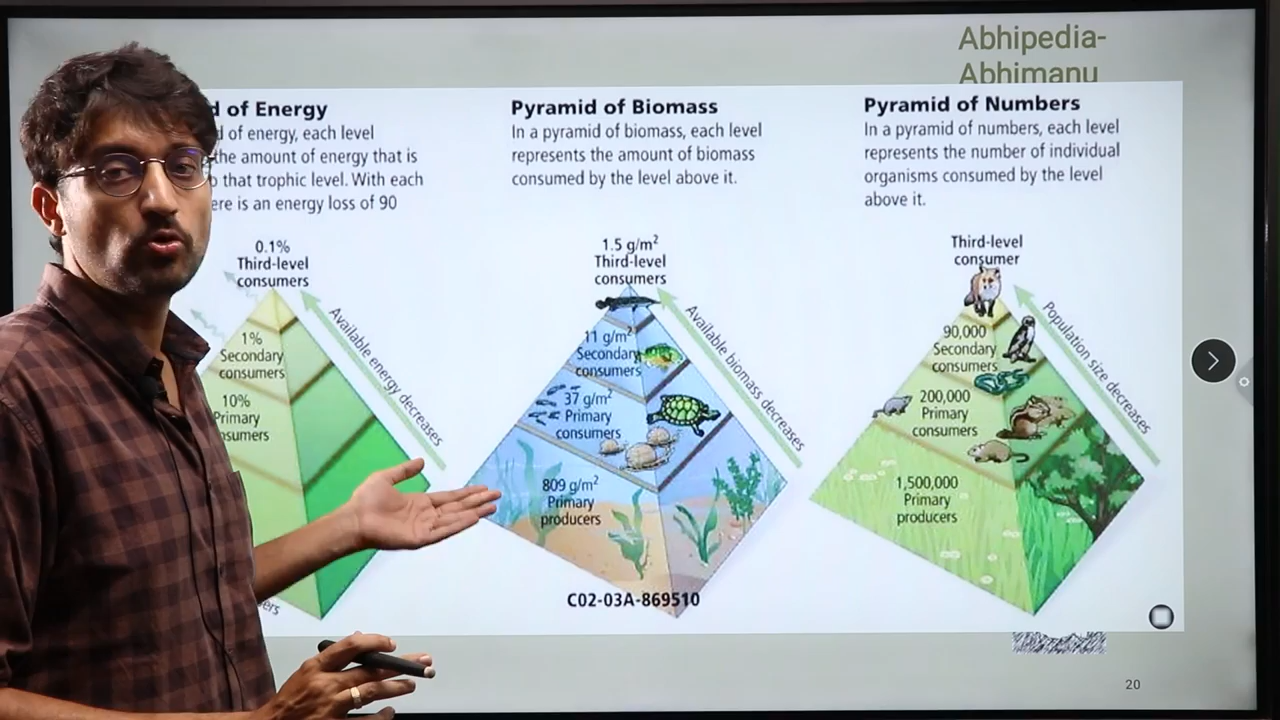 Abhipedia-
Abhimanu
d of Energy
d of energy, each level
the amount of energy that is
that trophic level. With each
ere is an energy loss of 90
0.1%
Third-level
consumers
1%
Secondary
consumers
10%
Primary
nsumers
Available energy decreases
ers
Pyramid of Biomass
In a pyramid of biomass, each level
represents the amount of biomass
consumed by the level above it.
1.5 g/m²
Third-level
consumers
11 g/m²
Secondary
consumers
37 g/m²
Primary
consumers
809 g/m²
Primary
producers
Available biomass decreases
C02-03A-869510
Pyramid of Numbers
In a pyramid of numbers, each level
represents the number of individual
organisms consumed by the level
above it.
Third-level
consumer
90,000
Secondary
consumers
200,000
Primary
consumers
1,500,000
Primary
producers
Population size decreases
20